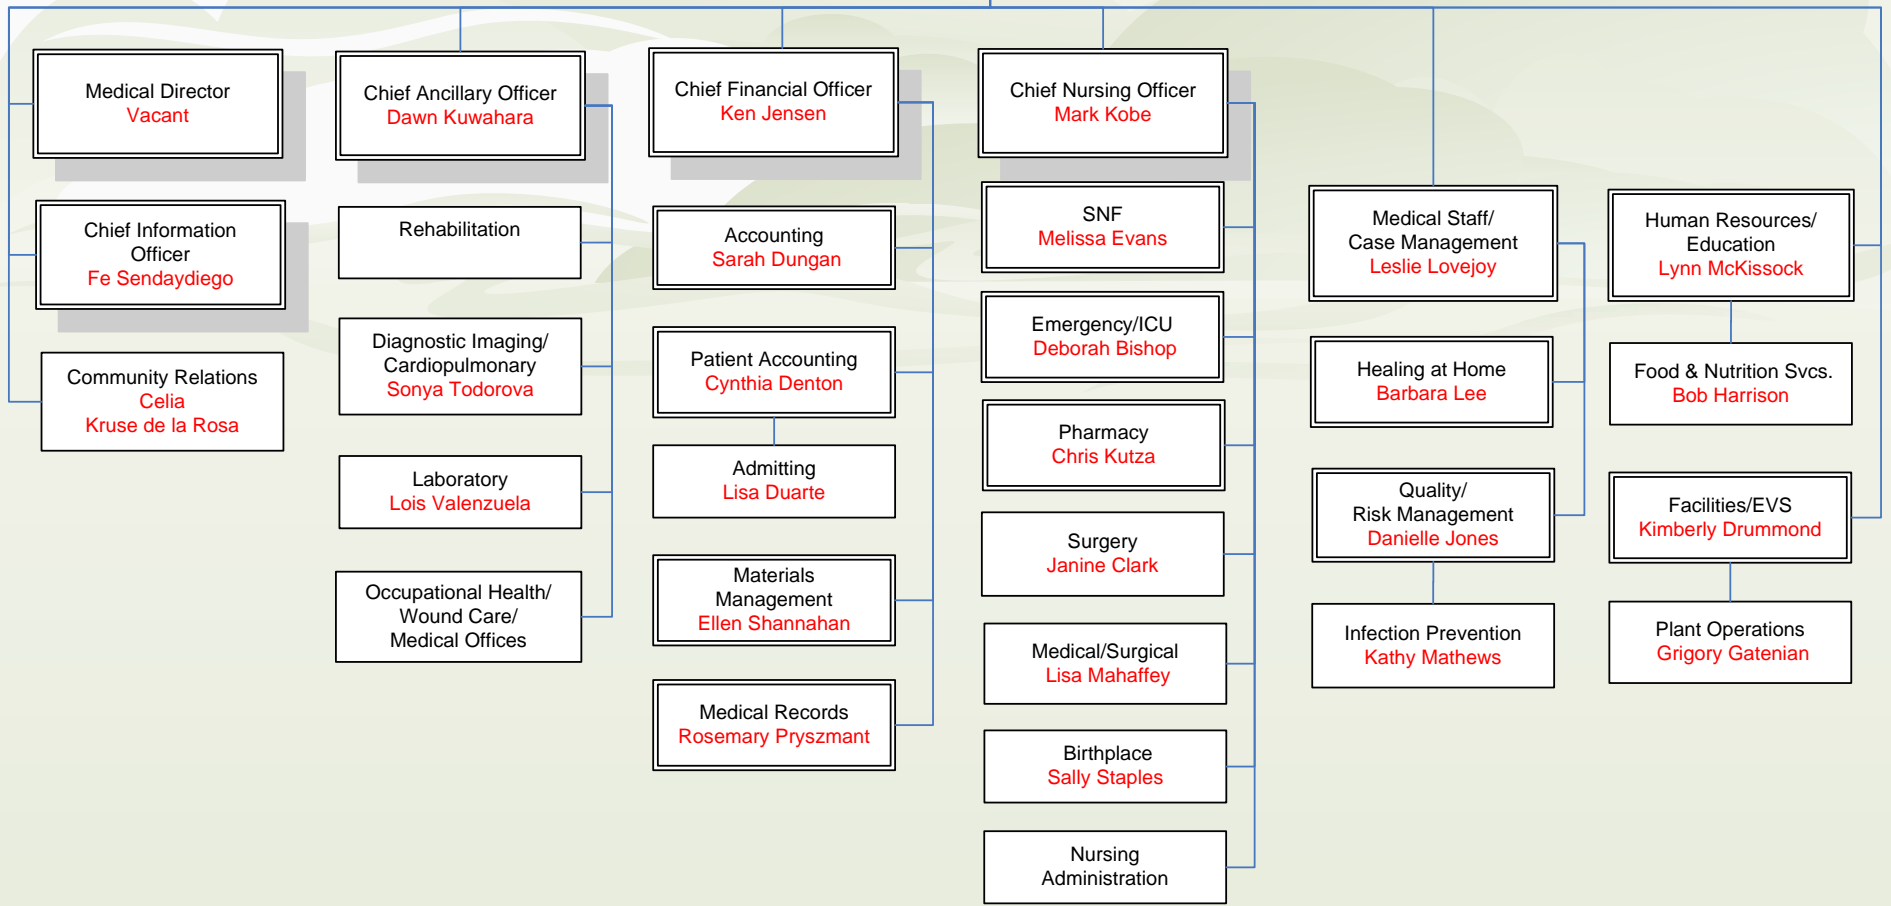 Medical Director
Vacant
Chief Information
Officer
Fe Sendaydiego
Community Relations
Celia
Kruse de la Rosa
Chief Ancillary Officer
Dawn Kuwahara
Rehabilitation
Diagnostic Imaging/
Cardiopulmonary
Sonya Todorova
Laboratory
Lois Valenzuela
Occupational Health/
Wound Care/
Medical Offices
Chief Financial Officer
Ken Jensen
Accounting
Sarah Dungan
Patient Accounting
Cynthia Denton
Admitting
Lisa Duarte
Materials
Management
Ellen Shannahan
Medical Records
Rosemary Pryszmant
Chief Nursing Officer
Mark Kobe
SNF
Melissa Evans
Emergency/ICU
Deborah Bishop
Pharmacy
Chris Kutza
Surgery
Janine Clark
Medical/Surgical
Lisa Mahaffey
Birthplace
Sally Staples
Nursing
Administration
Medical Staff/
Case Management
Leslie Lovejoy
Healing at Home
Barbara Lee
Quality/
Risk Management
Danielle Jones
Infection Prevention
Kathy Mathews
Human Resources/
Education
Lynn McKissock
Food & Nutrition Svcs.
Bob Harrison
Facilities/EVS
Kimberly Drummond
Plant Operations
Grigory Gatenian